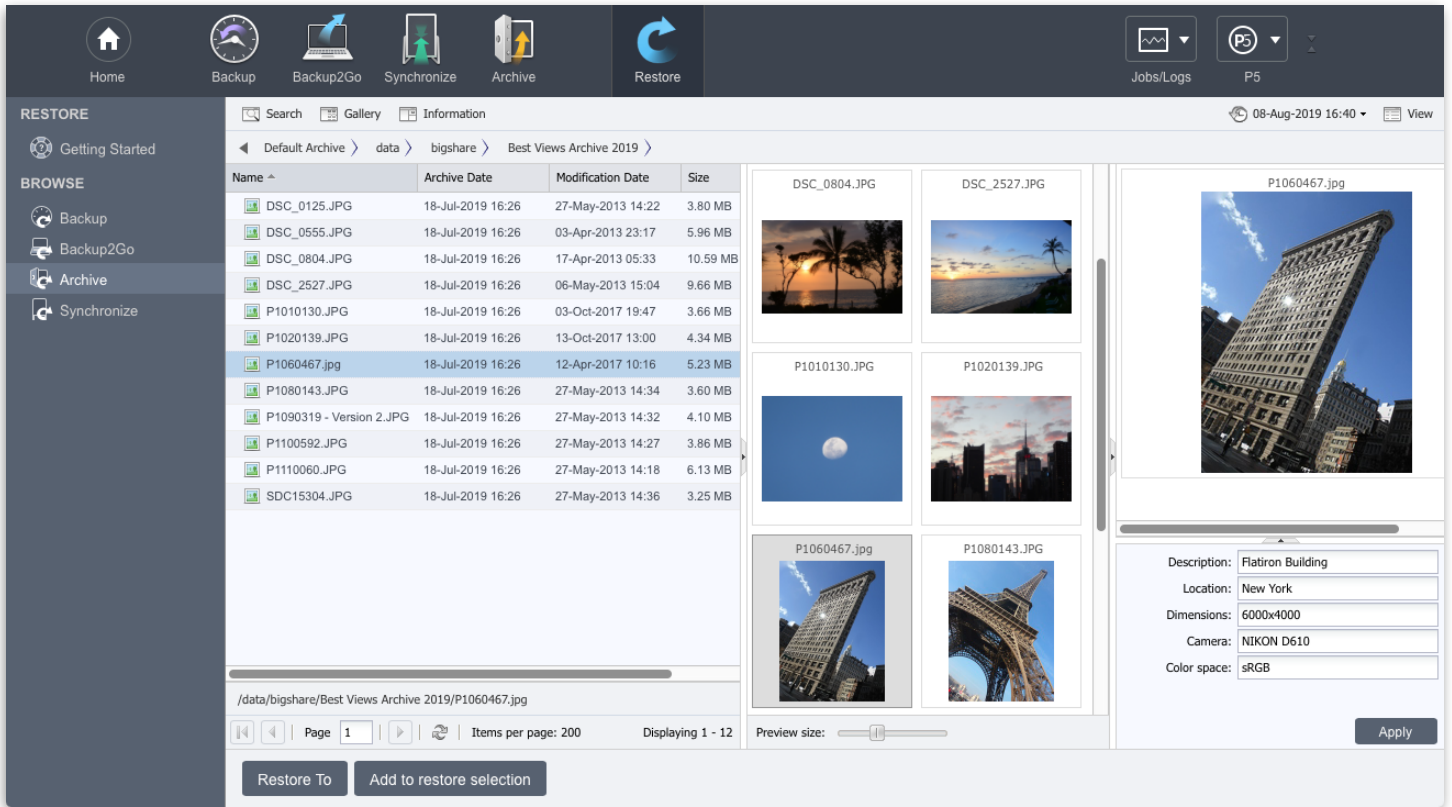 Home
Backup
Backup2Go
Synchronize
Archive
Restore
Jobs/Logs
P5
P5
RESTORE
Getting Started
BROWSE
Backup
Backup2Go
Archive
Synchronize
Search Gallery Information
08-Aug-2019 16:40 View
Default Archive data bigshare Best Views Archive 2019
Name Archive Date Modification Date Size
DSC_0125.JPG 18-Jul-2019 16:26 27-May-2013 14:22 3.80 MB
DSC_0555.JPG 18-Jul-2019 16:26 03-Apr-2013 23:17 5.96 MB
DSC_0804.JPG 18-Jul-2019 16:26 17-Apr-2013 05:33 10.59 MB
DSC_2527.JPG 18-Jul-2019 16:26 06-May-2013 15:04 9.66 MB
P1010130.JPG 18-Jul-2019 16:26 03-Oct-2017 19:47 3.66 MB
P1020139.JPG 18-Jul-2019 16:26 13-Oct-2017 13:00 4.34 MB
P1060467.jpg 18-Jul-2019 16:26 12-Apr-2017 10:16 5.23 MB
P1080143.JPG 18-Jul-2019 16:26 27-May-2013 14:34 3.60 MB
P1090319 - Version 2.JPG 18-Jul-2019 16:26 27-May-2013 14:32 4.10 MB
P1100592.JPG 18-Jul-2019 16:26 27-May-2013 14:27 3.86 MB
P1110060.JPG 18-Jul-2019 16:26 27-May-2013 14:18 6.13 MB
SDC15304.JPG 18-Jul-2019 16:26 27-May-2013 14:36 3.25 MB
/data/bigshare/Best Views Archive 2019/P1060467.jpg
Page 1 Items per page: 200 Displaying 1 - 12
DSC_0804.JPG DSC_2527.JPG
P1010130.JPG P1020139.JPG
P1060467.jpg P1080143.JPG
Preview size:
P1060467.jpg
Description: Flatiron Building
Location: New York
Dimensions: 6000x4000
Camera: NIKON D610
Color space: sRGB
Apply
Restore To Add to restore selection